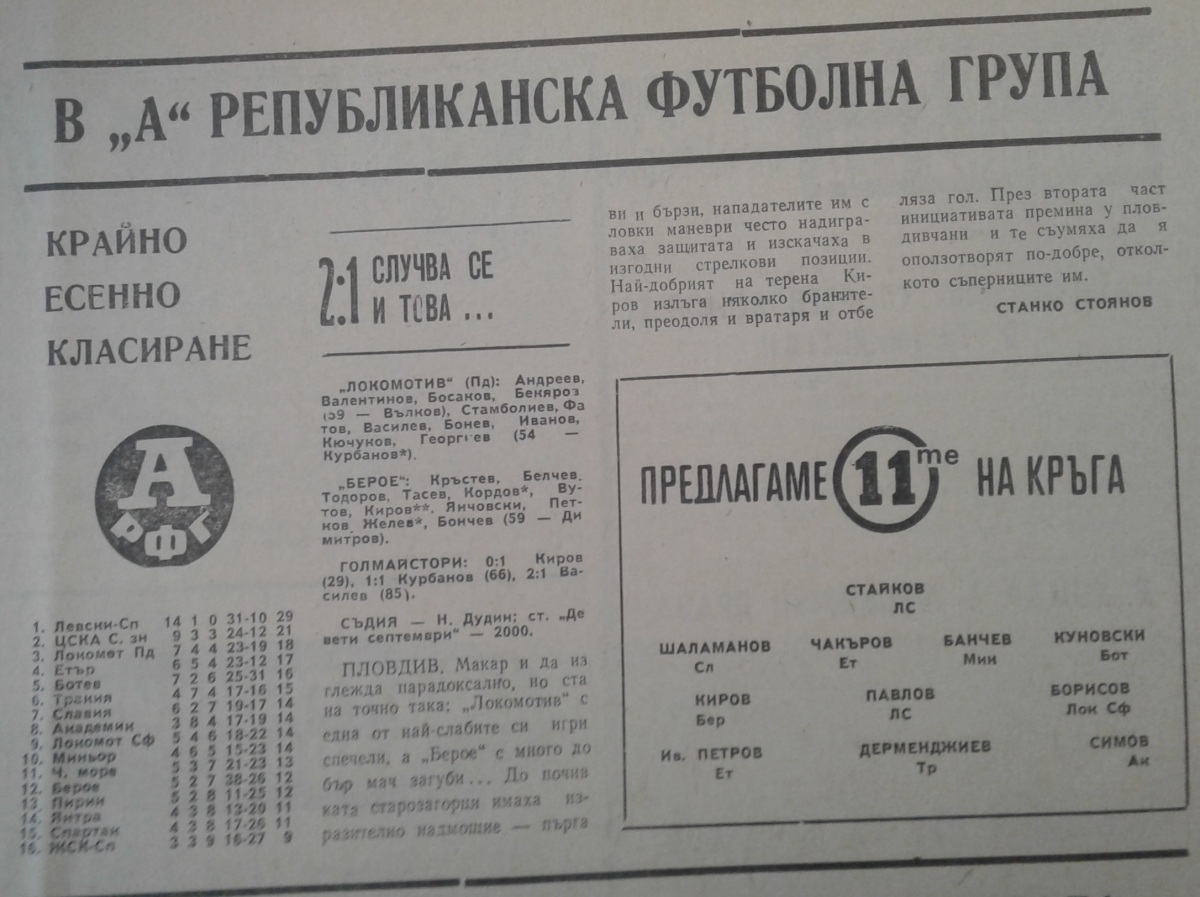 В „А“ РЕПУБЛИКАНСКА ФУТБОЛНА ГРУПА
КРАЙНО
ЕСЕННО
КЛАСИРАНЕ
А
РФГ
1. Левски-Сп 14 1 0 31-10 29
2. ЦСКА С. зн 9 3 3 24-12 21
3. Локомот Пд 7 4 4 23-19 18
4. Етър 6 5 4 23-12 17
5. Ботев 7 2 6 25-31 16
6. Тракия 4 7 4 17-16 15
7. Славия 6 2 7 19-17 14
8. Академик 3 8 4 17-19 14
9. Локомот Сф 5 4 6 18-22 14
10. Миньор 4 6 5 15-23 14
11. Ч. море 5 3 7 21-23 13
12. Берое 5 2 7 38-26 12
13. Пирин 5 2 8 11-25 12
14. Янтра 4 3 8 13-20 11
15. Спартак 4 3 8 17-26 11
16. ЖСК-Сп 3 3 9 16-27 9
2:1 СЛУЧВА СЕ
И ТОВА ...
„ЛОКОМОТИВ“ (Пд): Андреев,
Валентинов, Босаков, Бекяров
(59 — Вълков), Стамболиев, Фа
тов, Василев, Бонев, Иванов,
Кючуков, Георгиев (54 —
Курбанов*).
„БЕРОЕ“: Кръстев, Белчев,
Тодоров, Тасев, Кордов*, Ву-
тов, Киров**, Янчовски, Пет-
ков Желев*, Бончев (59 — Ди
митров).
ГОЛМАЙСТОРИ: 0:1 Киров
(29), 1:1 Курбанов (66), 2:1 Ва-
силев (85).
СЪДИЯ — Н. Дудин; ст. „Де
вети септември“ — 2000.
ПЛОВДИВ. Макар и да из
глежда парадоксално, но ста
на точно така: „Локомотив“ с
една от най-слабите си игри
спечели, а „Берое“ с много до
бър мач загуби... До почив
ката старозагорци имаха из-
разително надмощие — пърга
ви и бързи, нападателите им с
ловки маневри често надигра-
ваха защитата и изскачаха в
изгодни стрелкови позиции.
Най-добрият на терена Ки-
ров излъга няколко браните-
ли, преодоля и вратаря и отбе
ляза гол. През втората част
инициативата премина у плов-
дивчани и те съумяха да я
оползотворят по-добре, откол-
кото съперниците им.
СТАНКО СТОЯНОВ
ПРЕДЛАГАМЕ 11те НА КРЪГА
СТАЙКОВ
ЛС
ШАЛАМАНОВ ЧАКЪРОВ БАНЧЕВ КУНОВСКИ
Сл Ет Мин Бот
КИРОВ ПАВЛОВ БОРИСОВ
Бер ЛС Лок Сф
Ив. ПЕТРОВ ДЕРМЕНДЖИЕВ СИМОВ
Ет Тр Ак